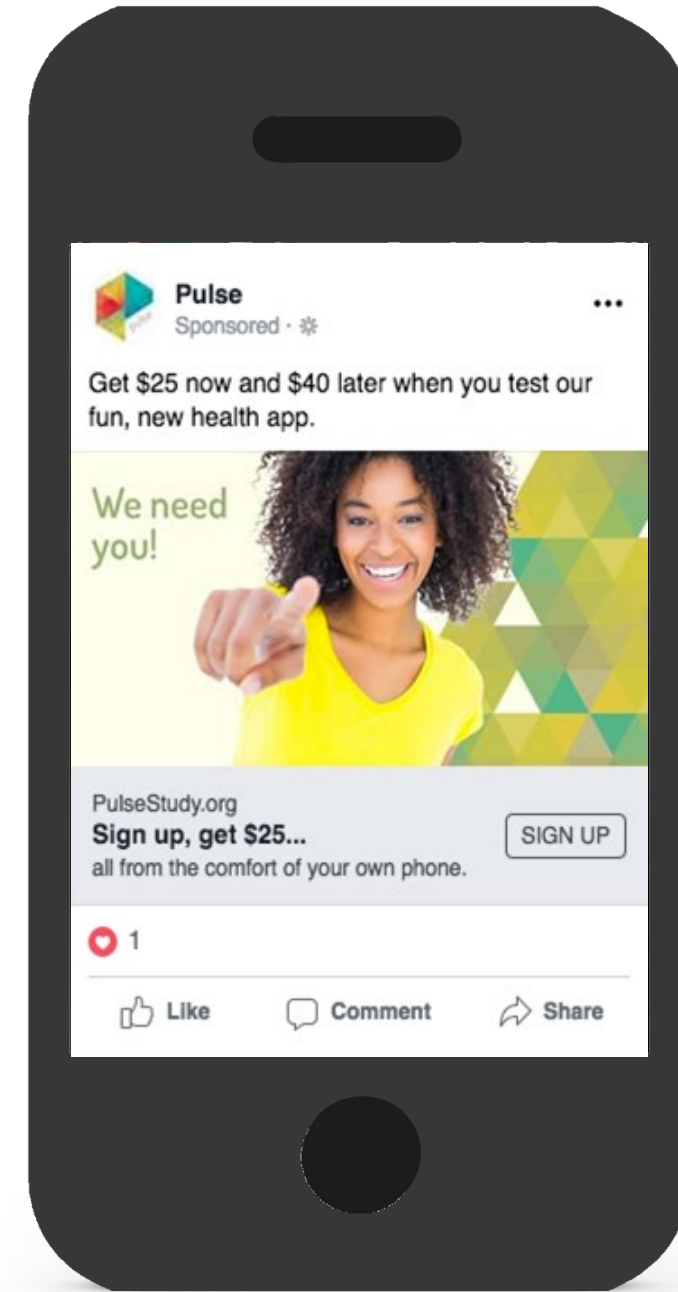 Pulse
Sponsored ·
Get $25 now and $40 later when you test our
fun, new health app.
We need
you!
PulseStudy.org
Sign up, get $25...
all from the comfort of your own phone.
SIGN UP
1
Like
Comment
Share